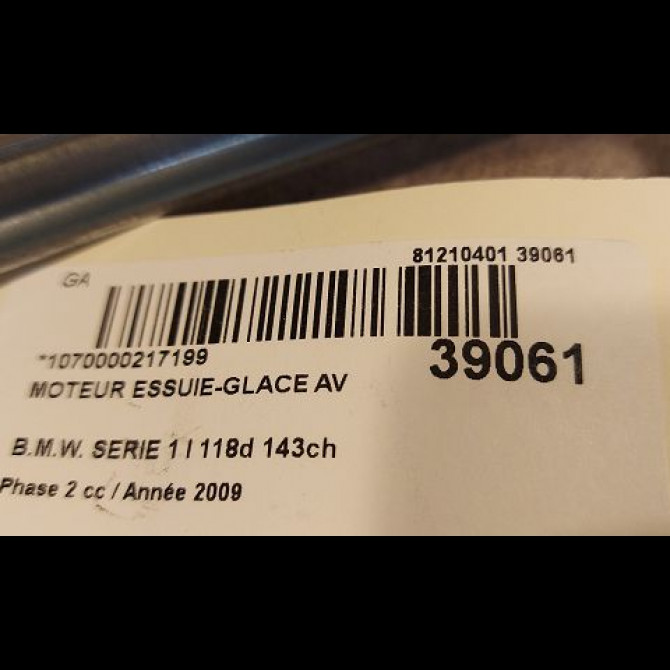 81210401 39061
GA
*1070000217199
39061
MOTEUR ESSUIE-GLACE AV
B.M.W. SERIE 1 I 118d 143ch
Phase 2 cc / Année 2009